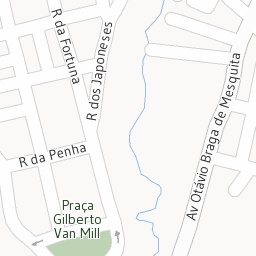 R da Fortuna
R dos Japoneses
Av Otávio Braga de Mesquita
R da Penha
Praça
Gilberto
Van Mill